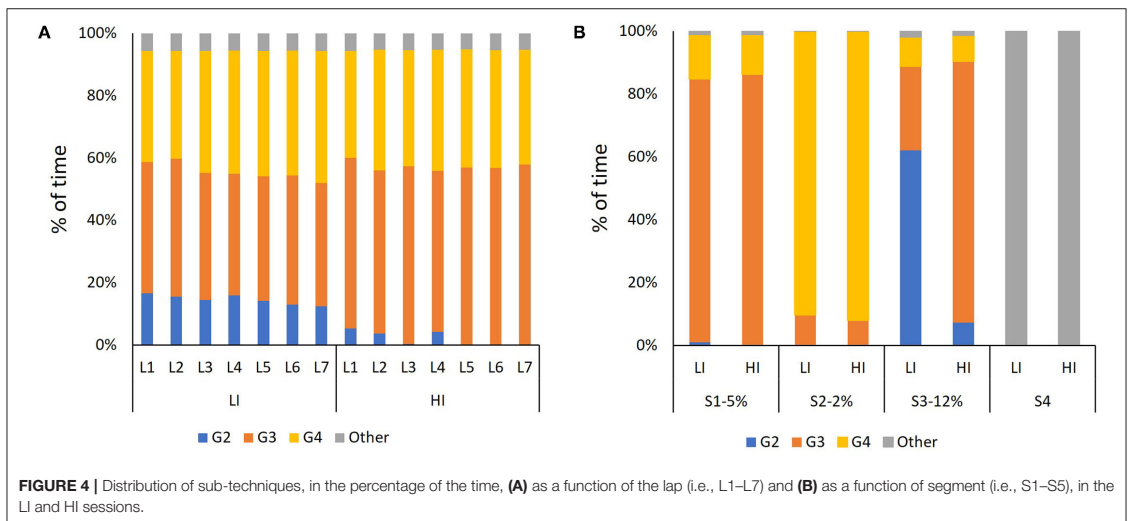 A
% of time
100%
80%
60%
40%
20%
0%
L1 L2 L3 L4 L5 L6 L7 L1 L2 L3 L4 L5 L6 L7
LI HI
G2 G3 G4 Other
B
% of time
100%
80%
60%
40%
20%
0%
LI HI LI HI LI HI LI HI
S1-5% S2-2% S3-12% S4
G2 G3 G4 Other
FIGURE 4 | Distribution of sub-techniques, in the percentage of the time, (A) as a function of the lap (i.e., L1–L7) and (B) as a function of segment (i.e., S1–S5), in the
LI and HI sessions.